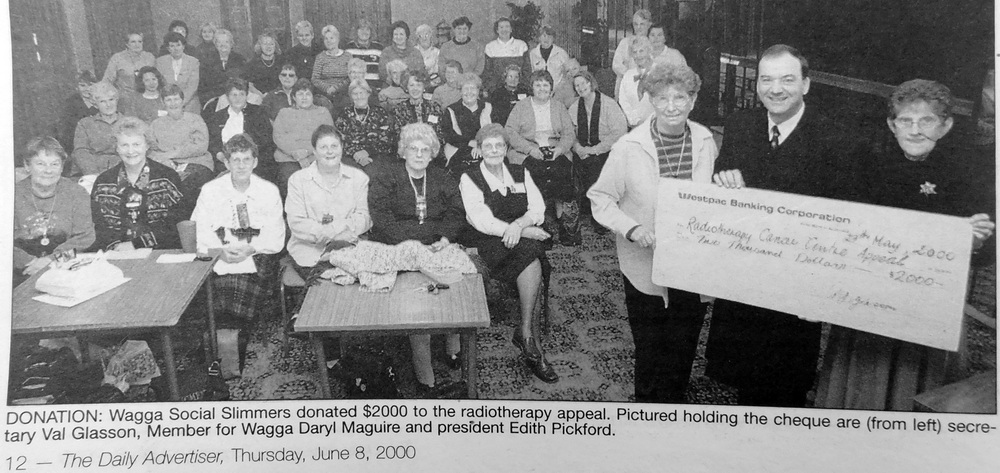 Westpac Banking Corporation
29th May 2000
Radiotherapy Cancer Centre Appeal
Two Thousand Dollars — $2000-
DONATION: Wagga Social Slimmers donated $2000 to the radiotherapy appeal. Pictured holding the cheque are (from left) secre-
tary Val Glasson, Member for Wagga Daryl Maguire and president Edith Pickford.
12 — The Daily Advertiser, Thursday, June 8, 2000